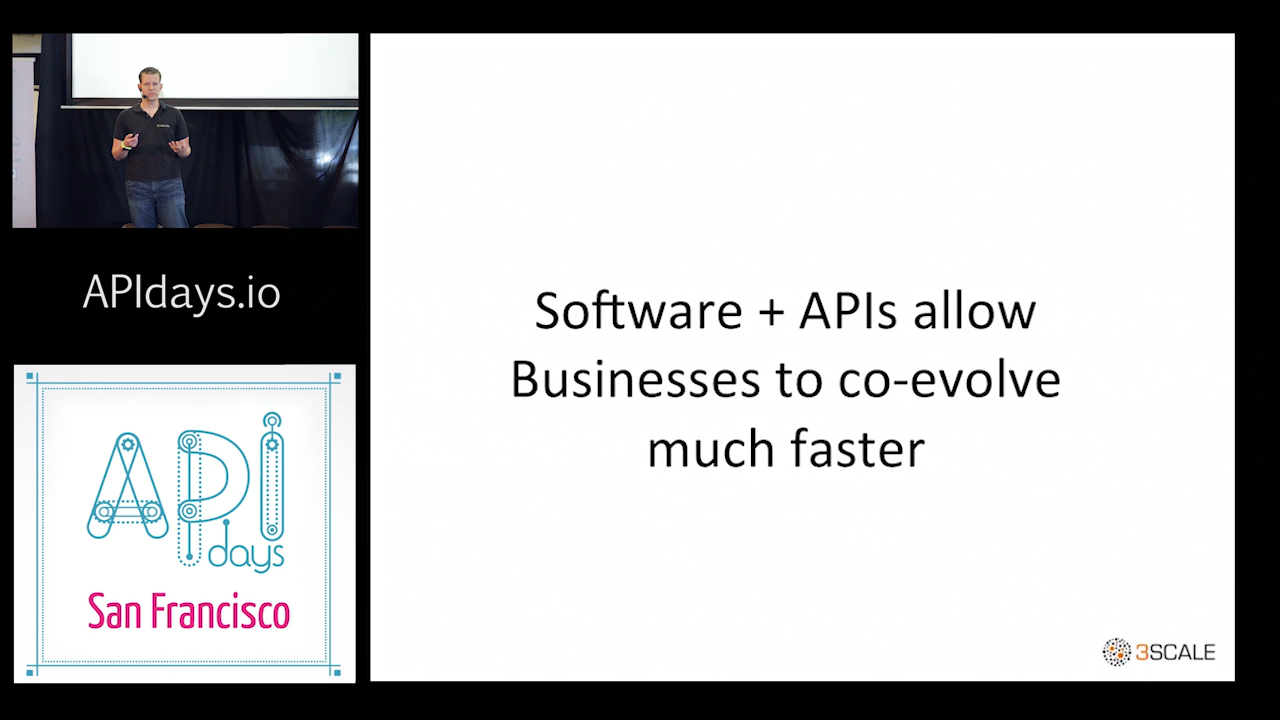 APIdays.io
API
days
San Francisco
Software + APIs allow
Businesses to co-evolve
much faster
3SCALE